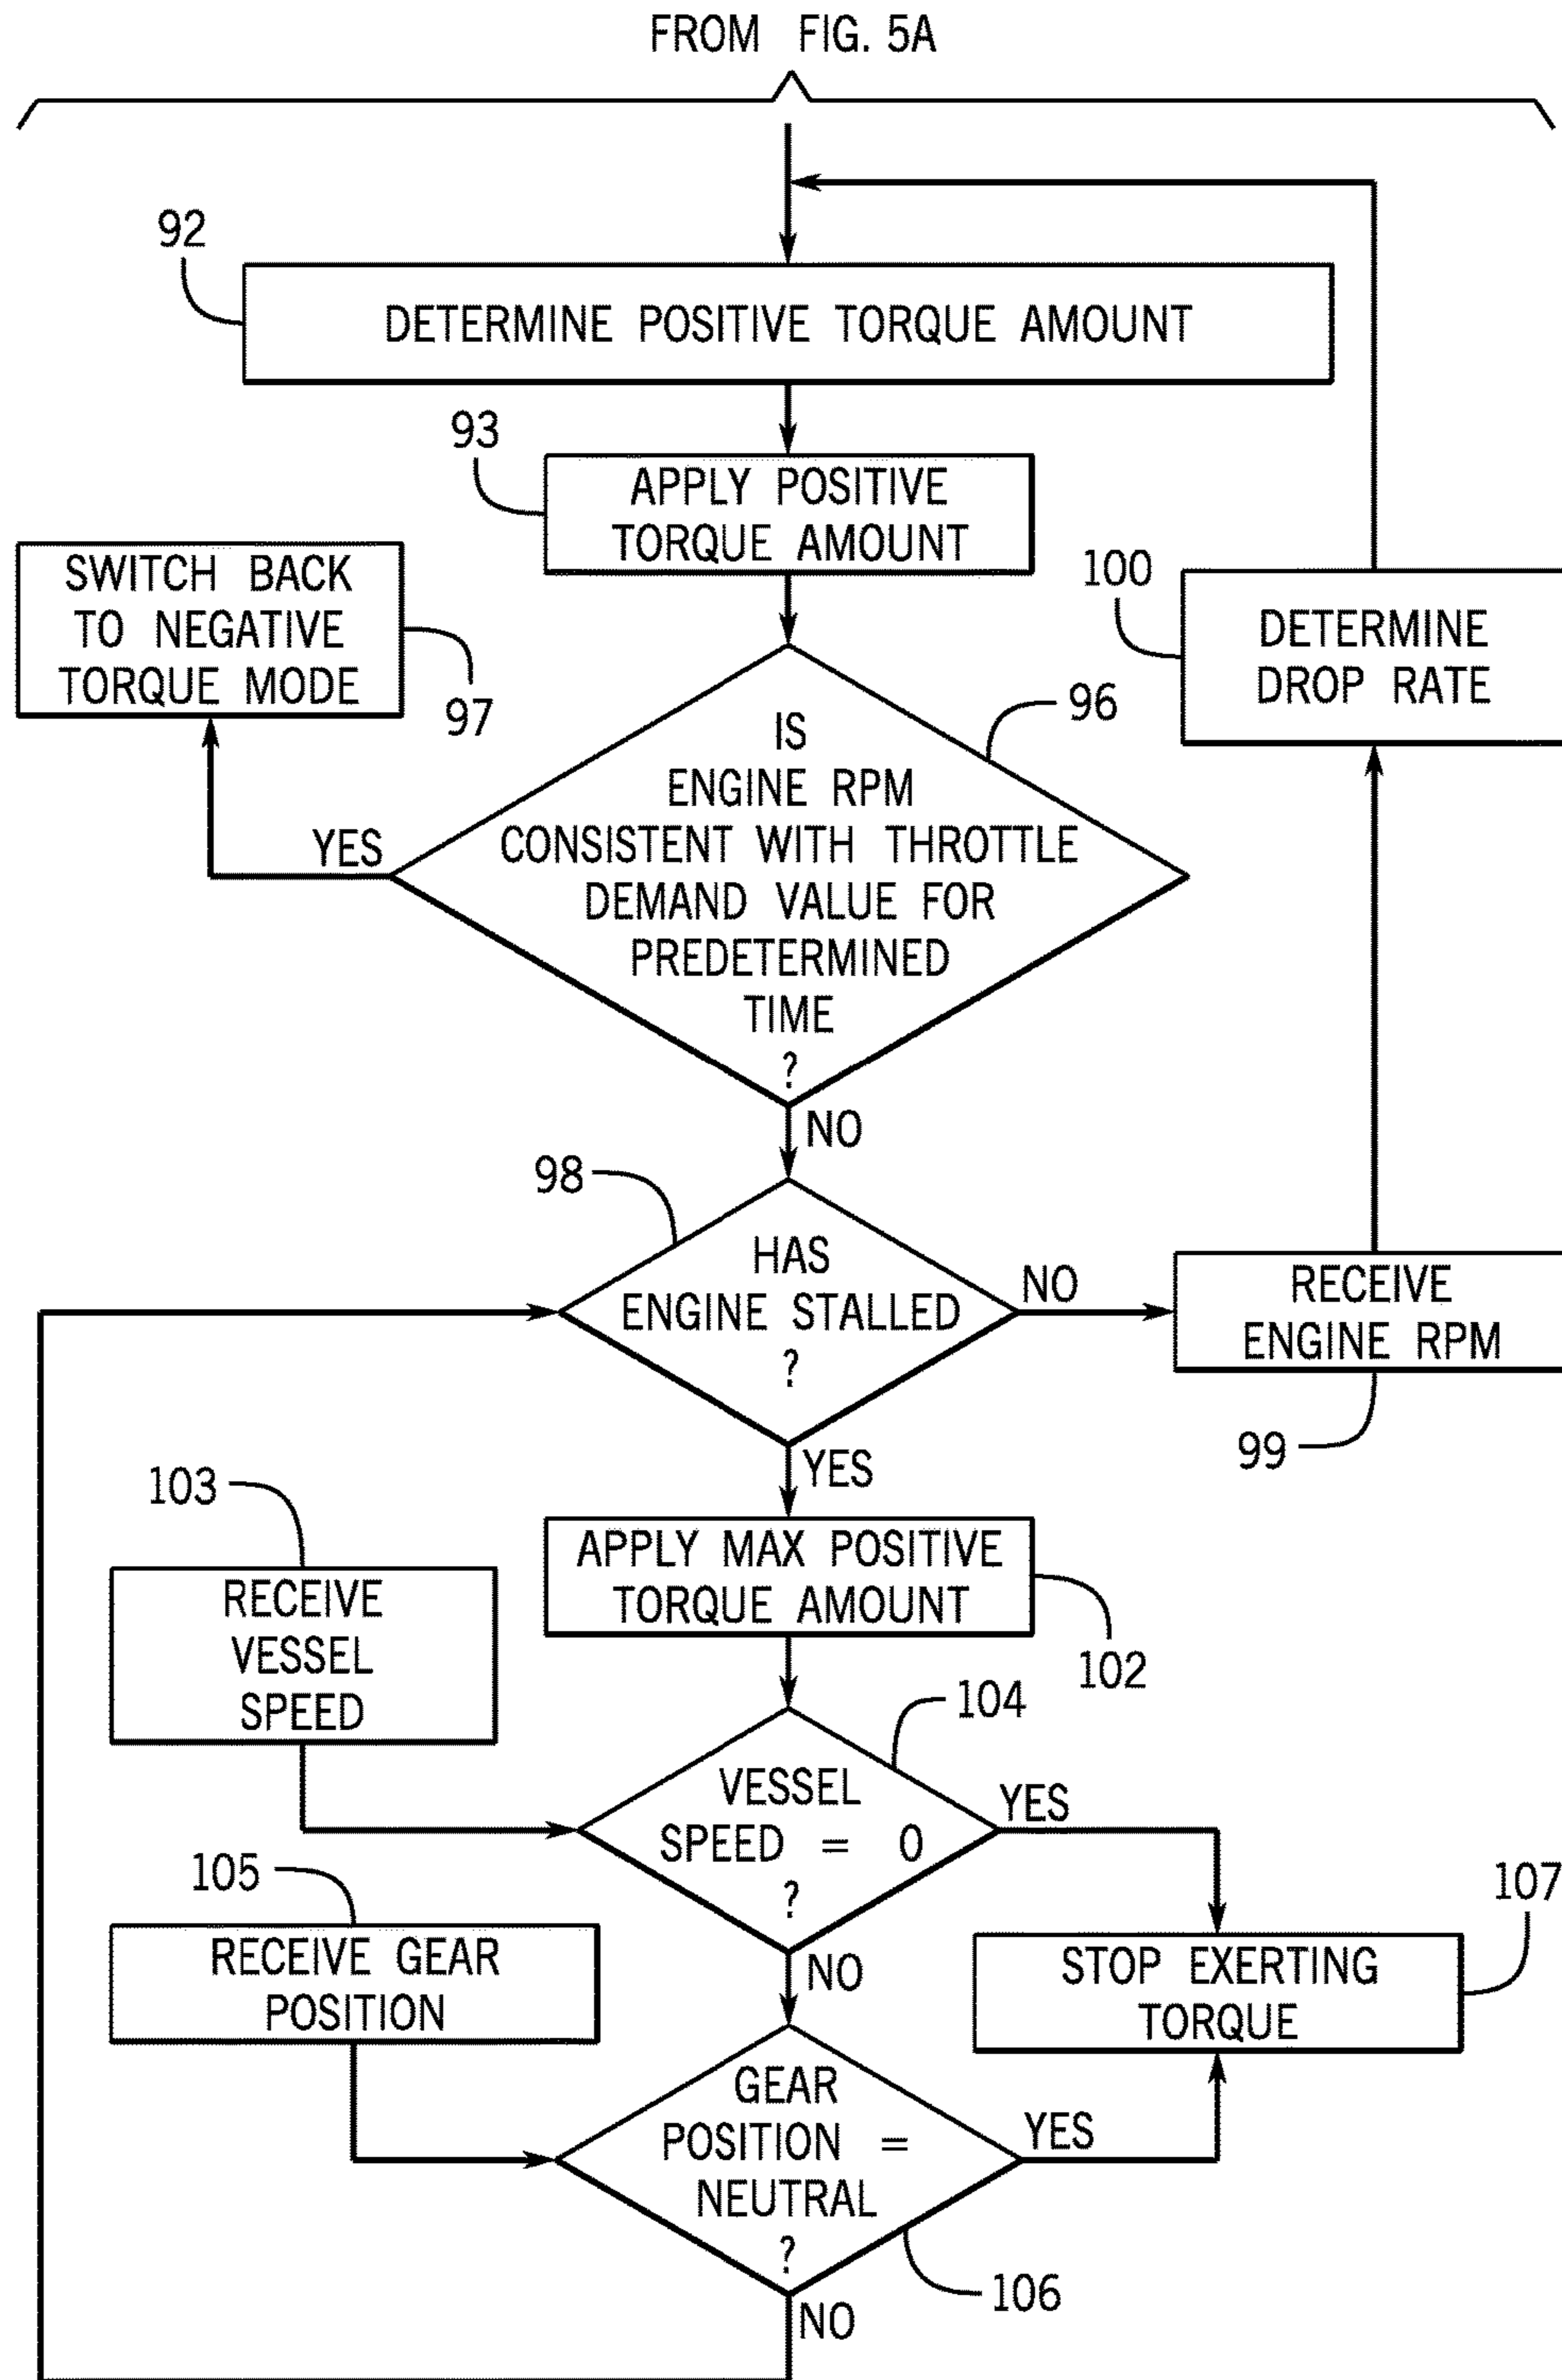 FROM FIG. 5A
92
DETERMINE POSITIVE TORQUE AMOUNT
93
APPLY POSITIVE
TORQUE AMOUNT
SWITCH BACK
TO NEGATIVE
TORQUE MODE
97
100
DETERMINE
DROP RATE
96
IS
ENGINE RPM
CONSISTENT WITH THROTTLE
DEMAND VALUE FOR
PREDETERMINED
TIME
?
YES
NO
98
HAS
ENGINE STALLED
?
NO
RECEIVE
ENGINE RPM
99
YES
103
RECEIVE
VESSEL
SPEED
APPLY MAX POSITIVE
TORQUE AMOUNT
102
104
VESSEL
SPEED = 0
?
YES
NO
105
RECEIVE GEAR
POSITION
107
STOP EXERTING
TORQUE
GEAR
POSITION =
NEUTRAL
?
YES
106
NO